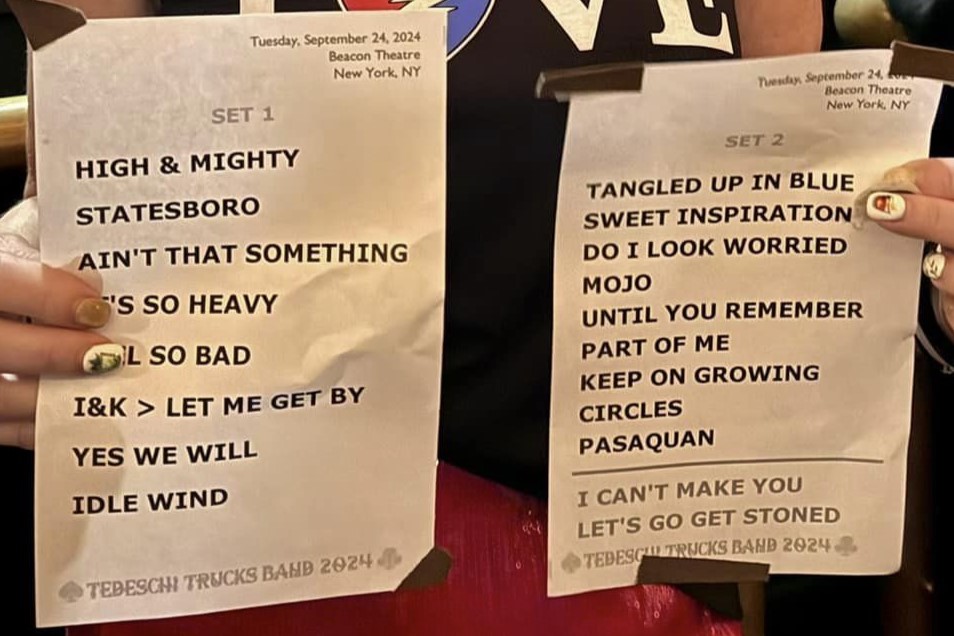 OVE
Tuesday, September 24, 2024
Beacon Theatre
New York, NY
SET 1
HIGH & MIGHTY
STATESBORO
AIN'T THAT SOMETHING
'S SO HEAVY
L SO BAD
I&K > LET ME GET BY
YES WE WILL
IDLE WIND
TEDESCHI TRUCKS BAND 2024
Tuesday, September 24,
Beacon Theatre
New York, NY
SET 2
TANGLED UP IN BLUE
SWEET INSPIRATION
DO I LOOK WORRIED
MOJO
UNTIL YOU REMEMBER
PART OF ME
KEEP ON GROWING
CIRCLES
PASAQUAN
I CAN'T MAKE YOU
LET'S GO GET STONED
TEDESCHI TRUCKS BAND 2024